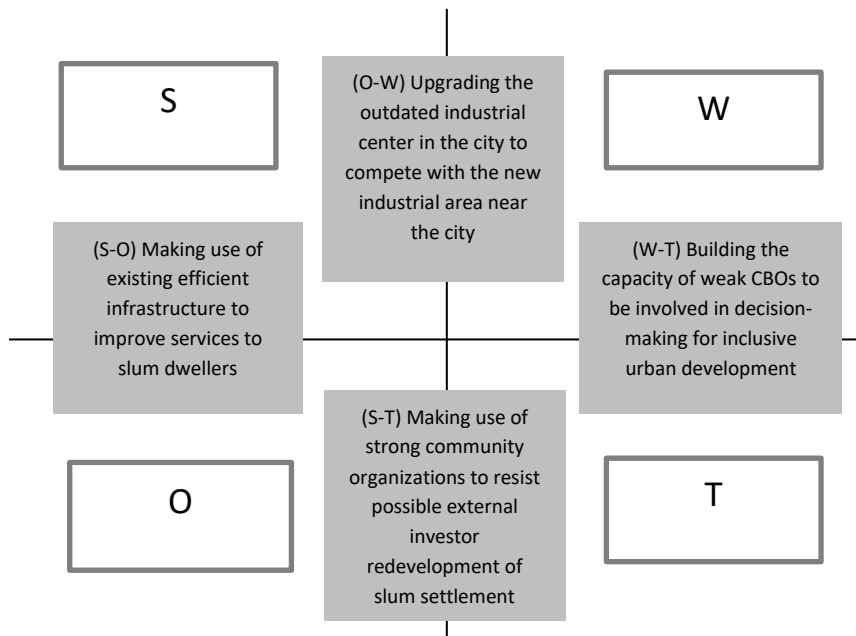 S
(O-W) Upgrading the
outdated industrial
center in the city to
compete with the new
industrial area near
the city
W
(S-O) Making use of
existing efficient
infrastructure to
improve services to
slum dwellers
(W-T) Building the
capacity of weak CBOs to
be involved in decision-
making for inclusive
urban development
(S-T) Making use of
strong community
organizations to resist
possible external
investor
redevelopment of
slum settlement
O
T